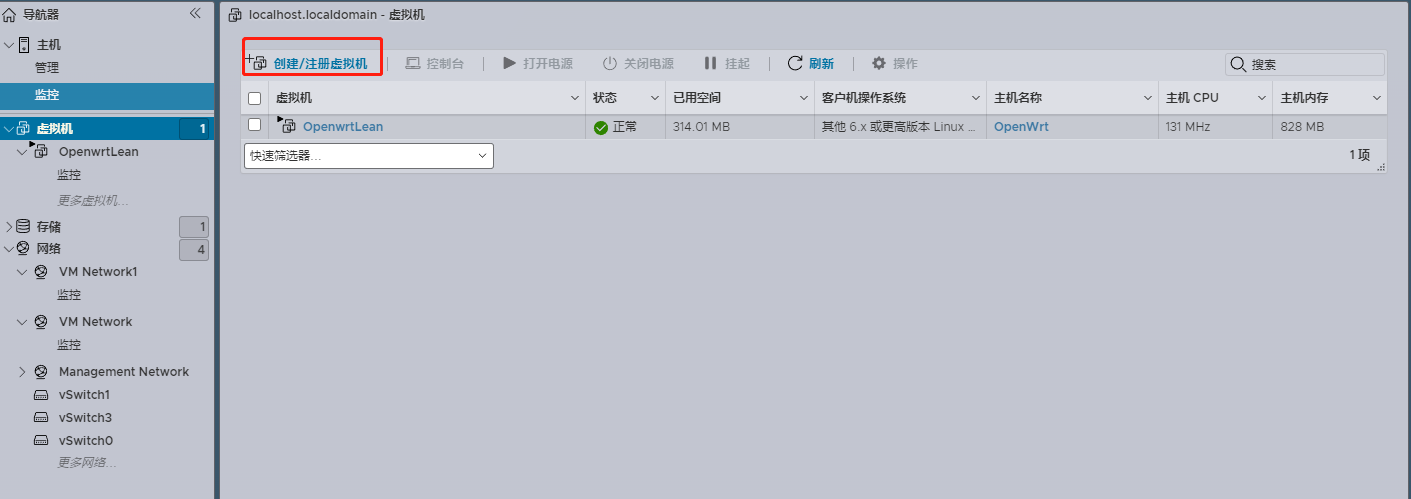 导航器
主机
管理
监控
虚拟机 1
OpenwrtLean
监控
更多虚拟机...
存储 1
网络 4
VM Network1
监控
VM Network
监控
Management Network
vSwitch1
vSwitch3
vSwitch0
更多网络...
localhost.localdomain - 虚拟机
创建/注册虚拟机 控制台 打开电源 关闭电源 挂起 刷新 操作 搜索
虚拟机 状态 已用空间 客户机操作系统 主机名称 主机 CPU 主机内存
OpenwrtLean 正常 314.01 MB 其他 6.x 或更高版本 Linux ... OpenWrt 131 MHz 828 MB
快速筛选器... 1 项